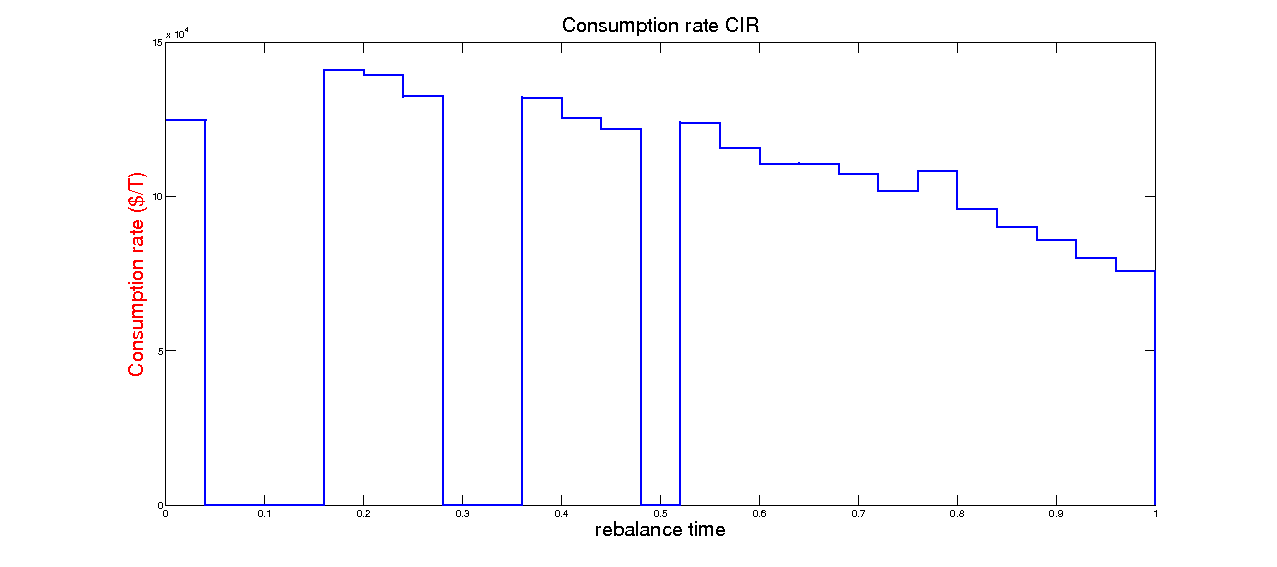 Consumption rate CIR
x 10^4
15
10
5
0
Consumption rate ($/T)
0 0.1 0.2 0.3 0.4 0.5 0.6 0.7 0.8 0.9 1
rebalance time